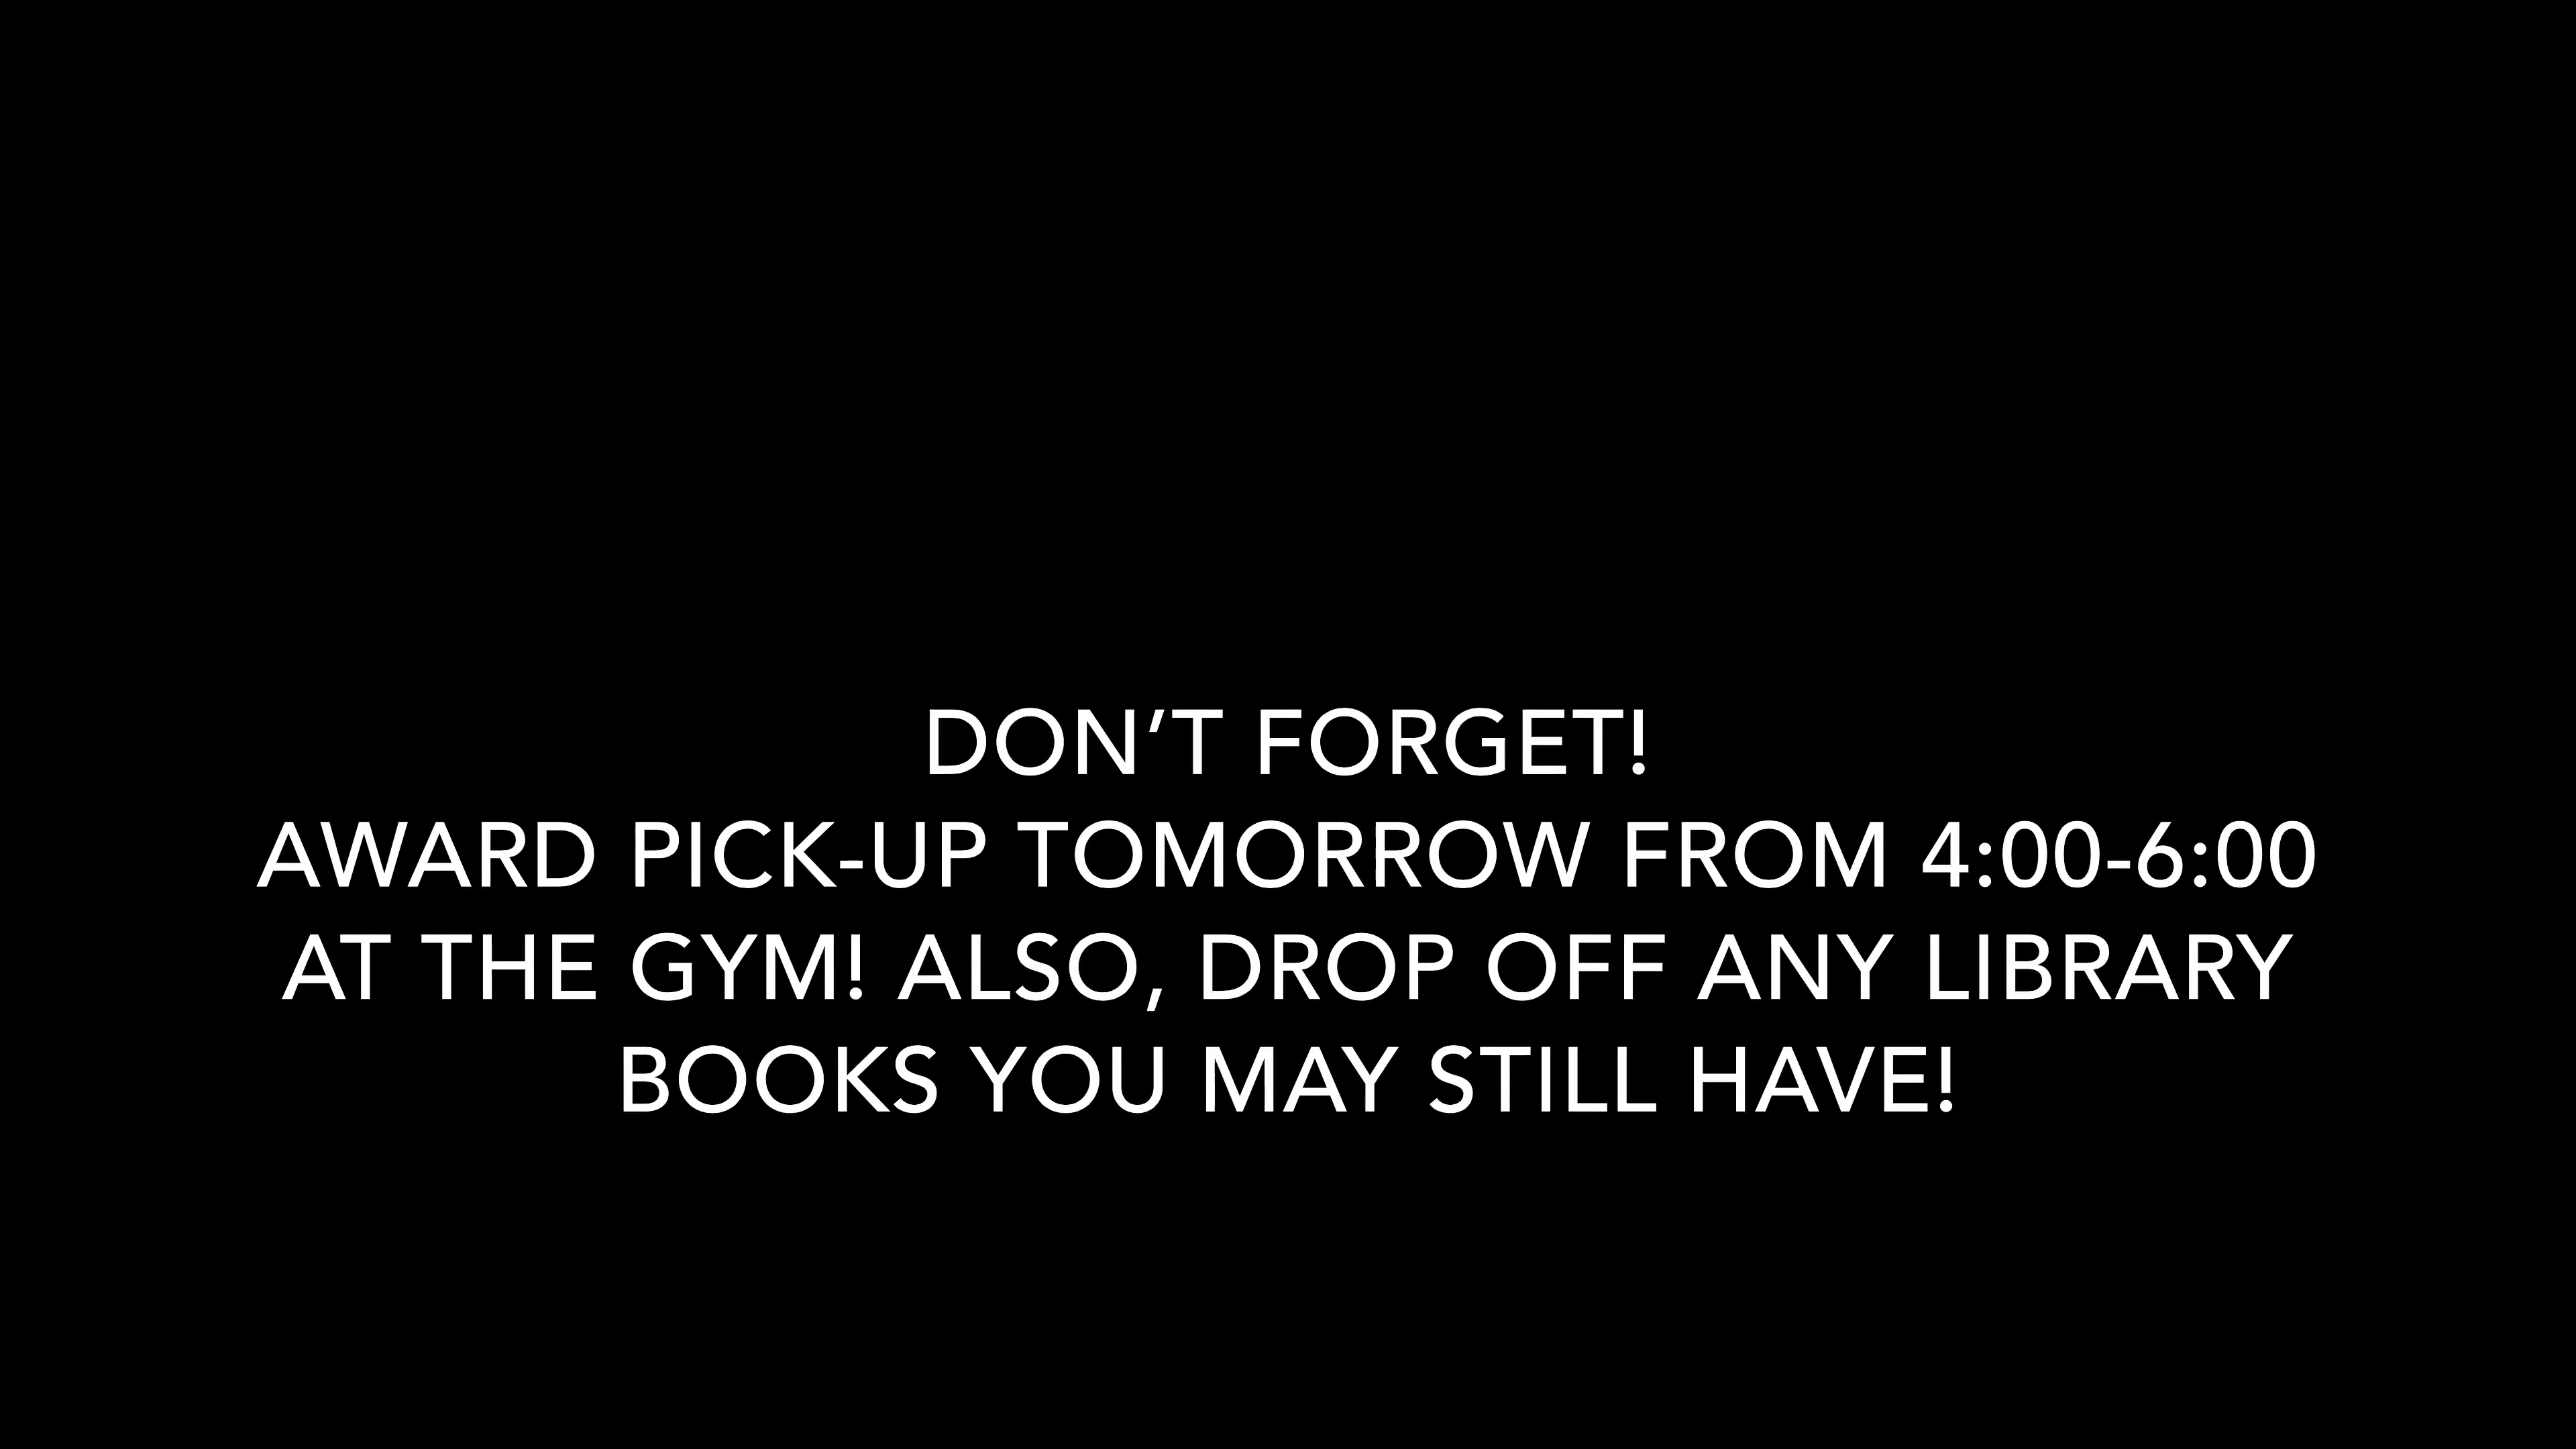 DON’T FORGET!
AWARD PICK-UP TOMORROW FROM 4:00-6:00
AT THE GYM! ALSO, DROP OFF ANY LIBRARY
BOOKS YOU MAY STILL HAVE!